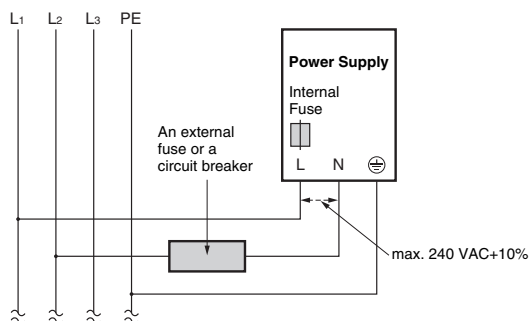 L1 L2 L3 PE
Power Supply
Internal
Fuse
An external
fuse or a
circuit breaker
L N
max. 240 VAC+10%